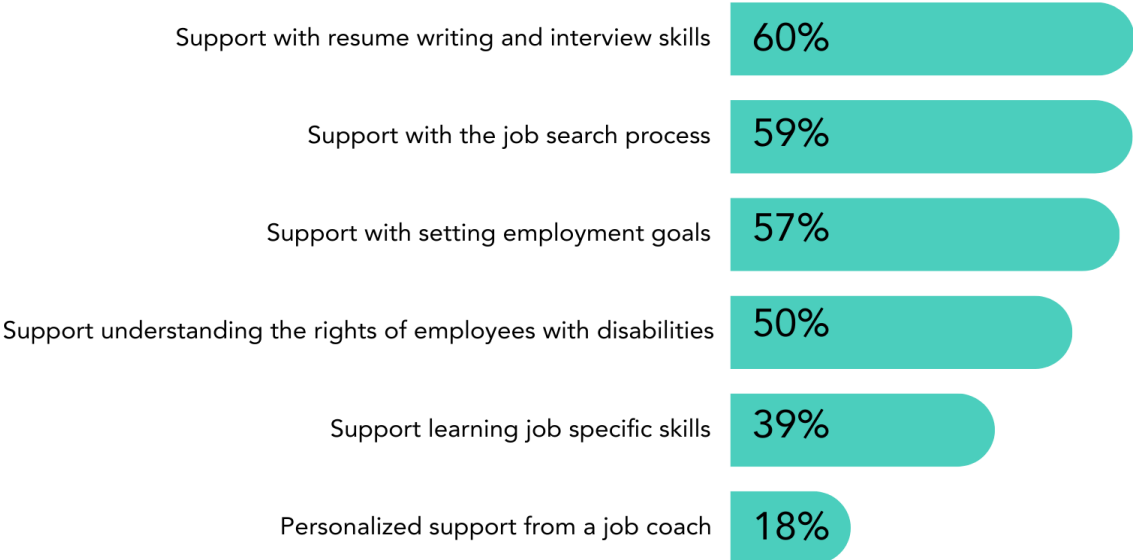 Support with resume writing and interview skills 60%
Support with the job search process 59%
Support with setting employment goals 57%
Support understanding the rights of employees with disabilities 50%
Support learning job specific skills 39%
Personalized support from a job coach 18%